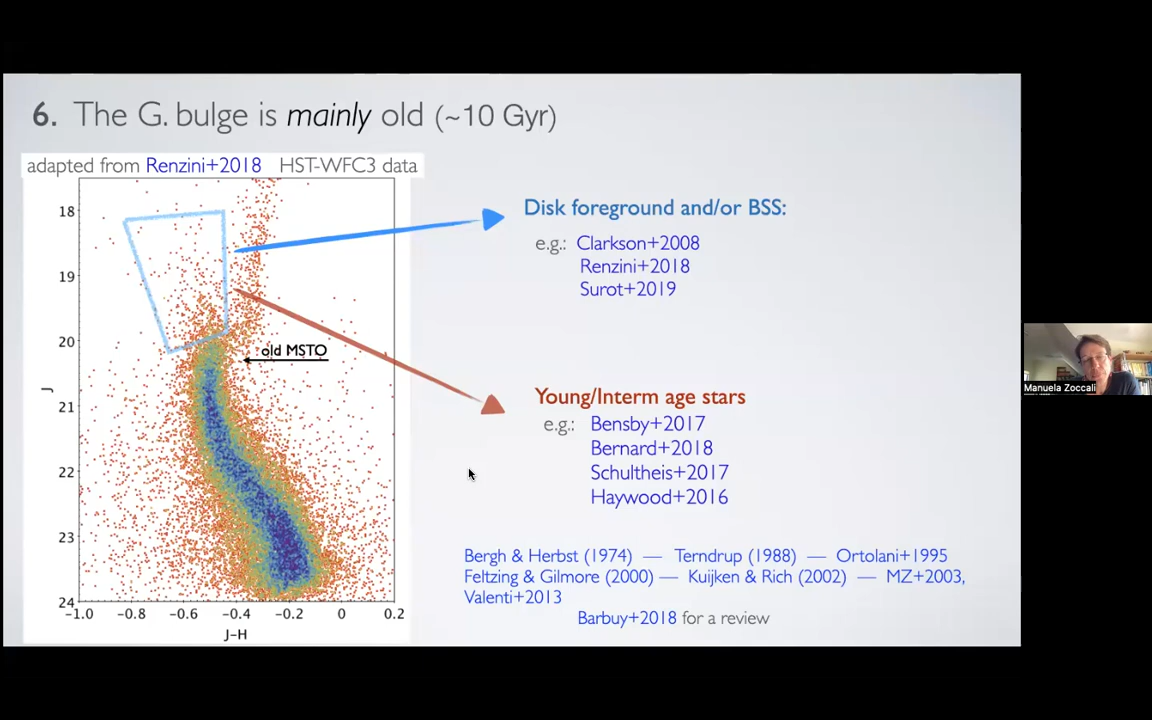 6. The G. bulge is mainly old (~10 Gyr)
adapted from Renzini+2018 HST-WFC3 data
18
19
20
21
22
23
24
J
-1.0 -0.8 -0.6 -0.4 -0.2 0 0.2
J-H
old MSTO
Disk foreground and/or BSS:
e.g.: Clarkson+2008
Renzini+2018
Surot+2019
Young/Interm age stars
e.g.: Bensby+2017
Bernard+2018
Schultheis+2017
Haywood+2016
Bergh & Herbst (1974) — Terndrup (1988) — Ortolani+1995
Feltzing & Gilmore (2000) — Kuijken & Rich (2002) — MZ+2003,
Valenti+2013
Barbuy+2018 for a review
Manuela Zoccali